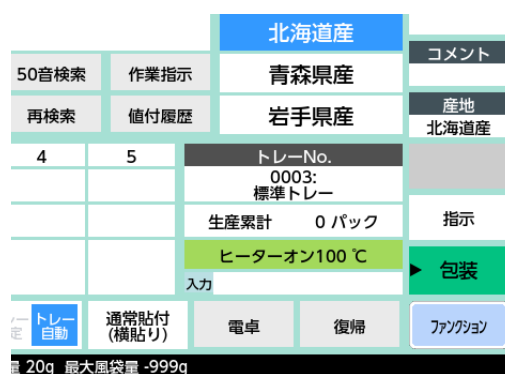 北海道産
コメント
50音検索
作業指示
青森県産
産地
北海道産
再検索
値付履歴
岩手県産
4
5
トレーNo.
0003:
標準トレー
生産累計 0 パック
指示
ヒーターオン100 ℃
包装
入力
トレー
自動
通常貼付
(横貼り)
電卓
復帰
ファンクション
量 20g 最大風袋量 -999g